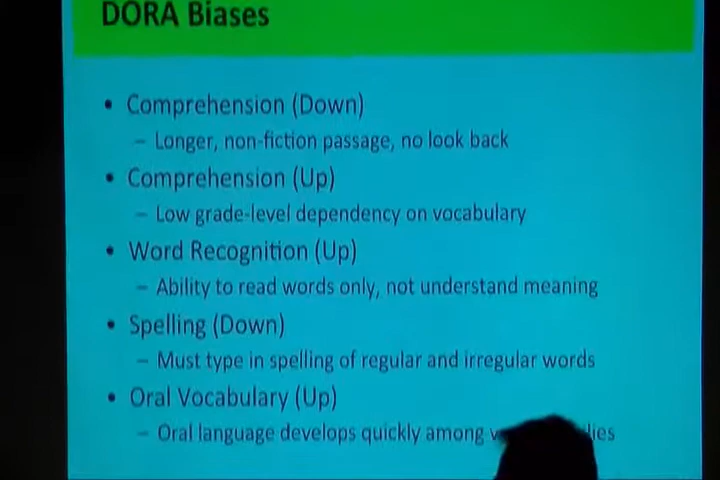 DORA Biases
• Comprehension (Down)
– Longer, non-fiction passage, no look back
• Comprehension (Up)
– Low grade-level dependency on vocabulary
• Word Recognition (Up)
– Ability to read words only, not understand meaning
• Spelling (Down)
– Must type in spelling of regular and irregular words
• Oral Vocabulary (Up)
– Oral language develops quickly among